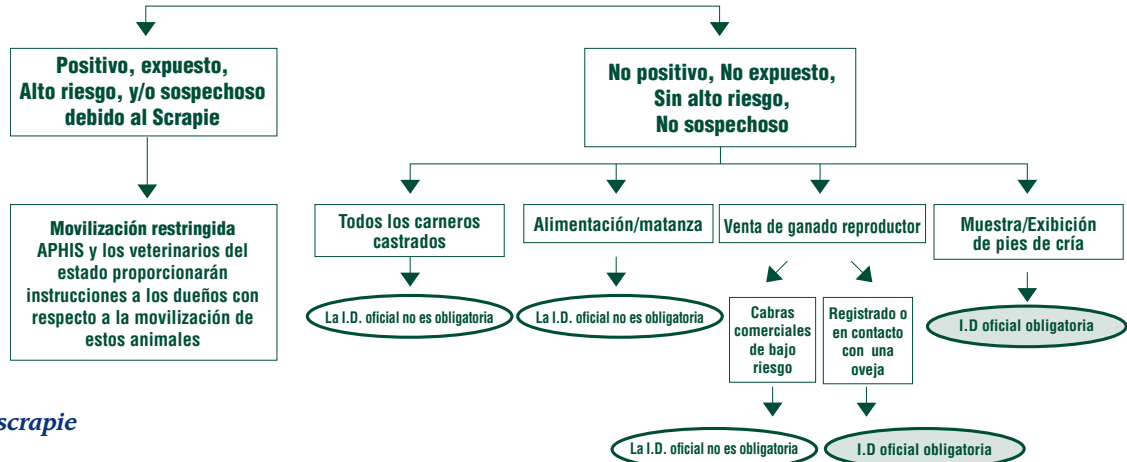 Positivo, expuesto,
Alto riesgo, y/o sospechoso
debido al Scrapie
No positivo, No expuesto,
Sin alto riesgo,
No sospechoso
Movilización restringida
APHIS y los veterinarios del
estado proporcionarán
instrucciones a los dueños con
respecto a la movilización de
estos animales
Todos los carneros
castrados
Alimentación/matanza
Venta de ganado reproductor
Muestra/Exibición
de pies de cría
La I.D. oficial no es obligatoria
La I.D. oficial no es obligatoria
Cabras
comerciales
de bajo
riesgo
Registrado o
en contacto
con una
oveja
I.D oficial obligatoria
scrapie
La I.D. oficial no es obligatoria
I.D oficial obligatoria